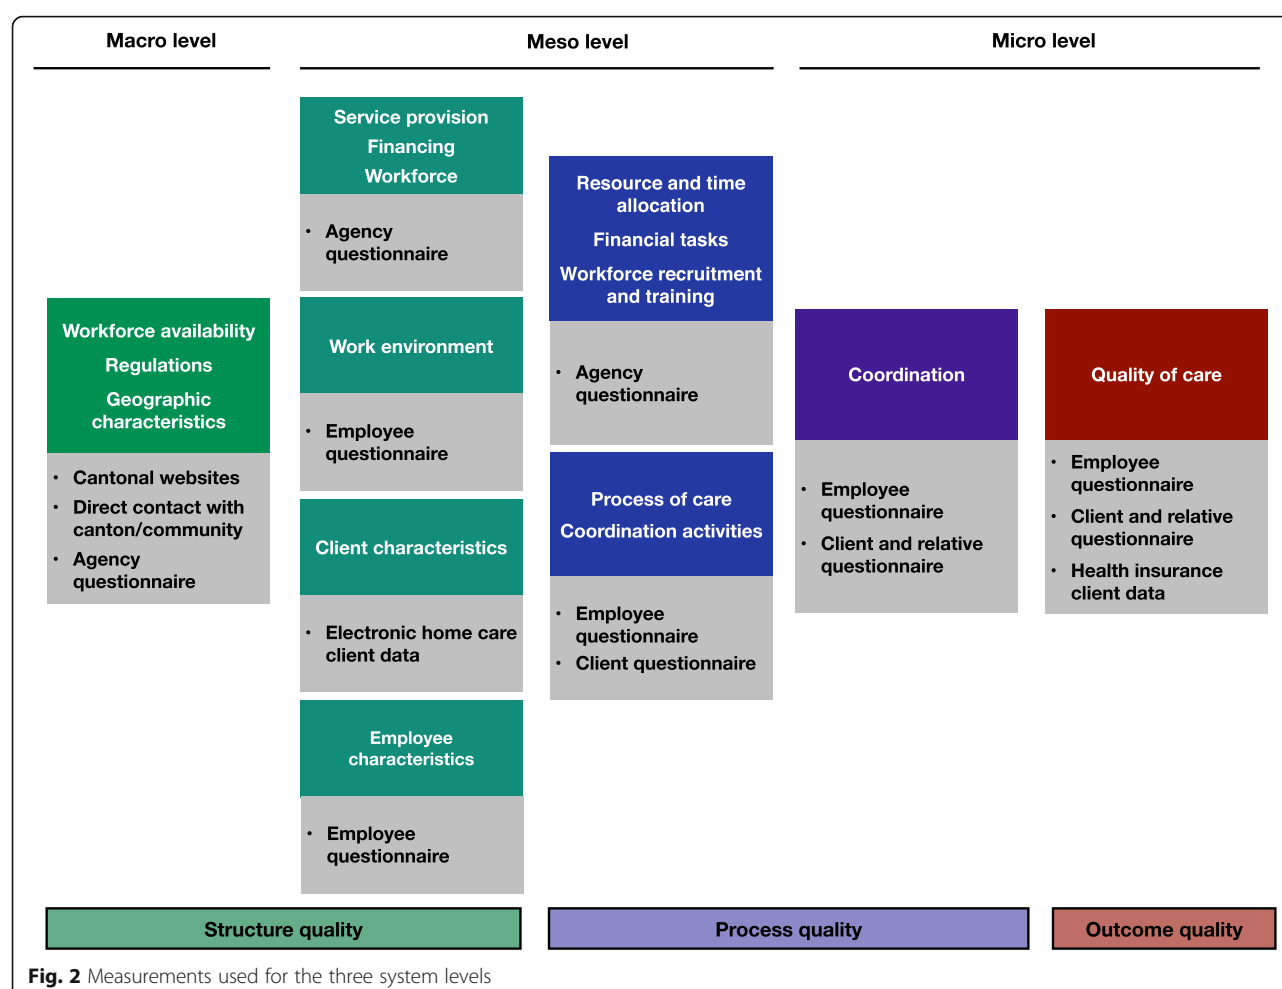 Macro level
Meso level
Micro level
Workforce availability
Regulations
Geographic
characteristics
• Cantonal websites
• Direct contact with
canton/community
• Agency
questionnaire
Service provision
Financing
Workforce
• Agency
questionnaire
Work environment
• Employee
questionnaire
Client characteristics
• Electronic home care
client data
Employee
characteristics
• Employee
questionnaire
Resource and time
allocation
Financial tasks
Workforce recruitment
and training
• Agency
questionnaire
Process of care
Coordination activities
• Employee
questionnaire
• Client questionnaire
Coordination
• Employee
questionnaire
• Client and relative
questionnaire
Quality of care
• Employee
questionnaire
• Client and relative
questionnaire
• Health insurance
client data
Structure quality
Process quality
Outcome quality
Fig. 2 Measurements used for the three system levels